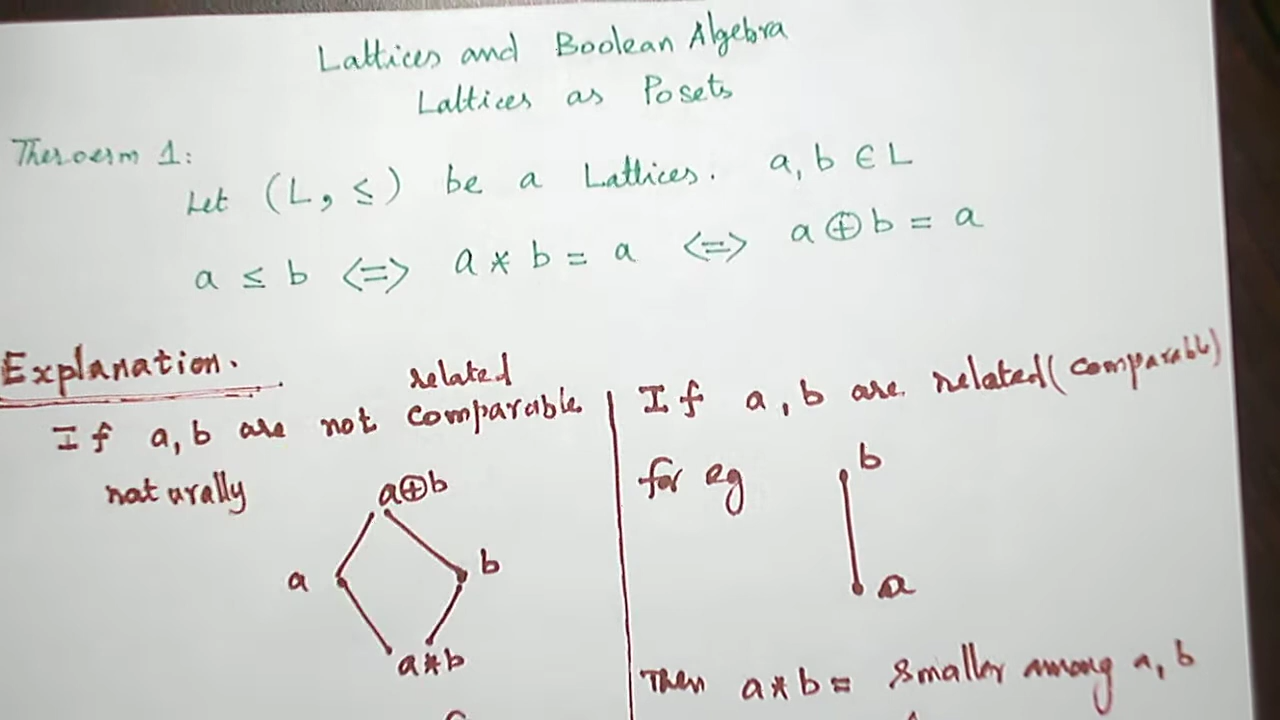 Lattices and Boolean Algebra
Lattices as Posets
Theroerm 1:
Let (L, ≤) be a Lattices. a, b ∈ L
a ≤ b <=> a * b = a <=> a ⊕ b = a
Explanation.
related
If a, b are not comparable
naturally
a⊕b
a
b
a*b
If a, b are related (comparable)
for eg
b
a
Then a*b = smaller among a, b